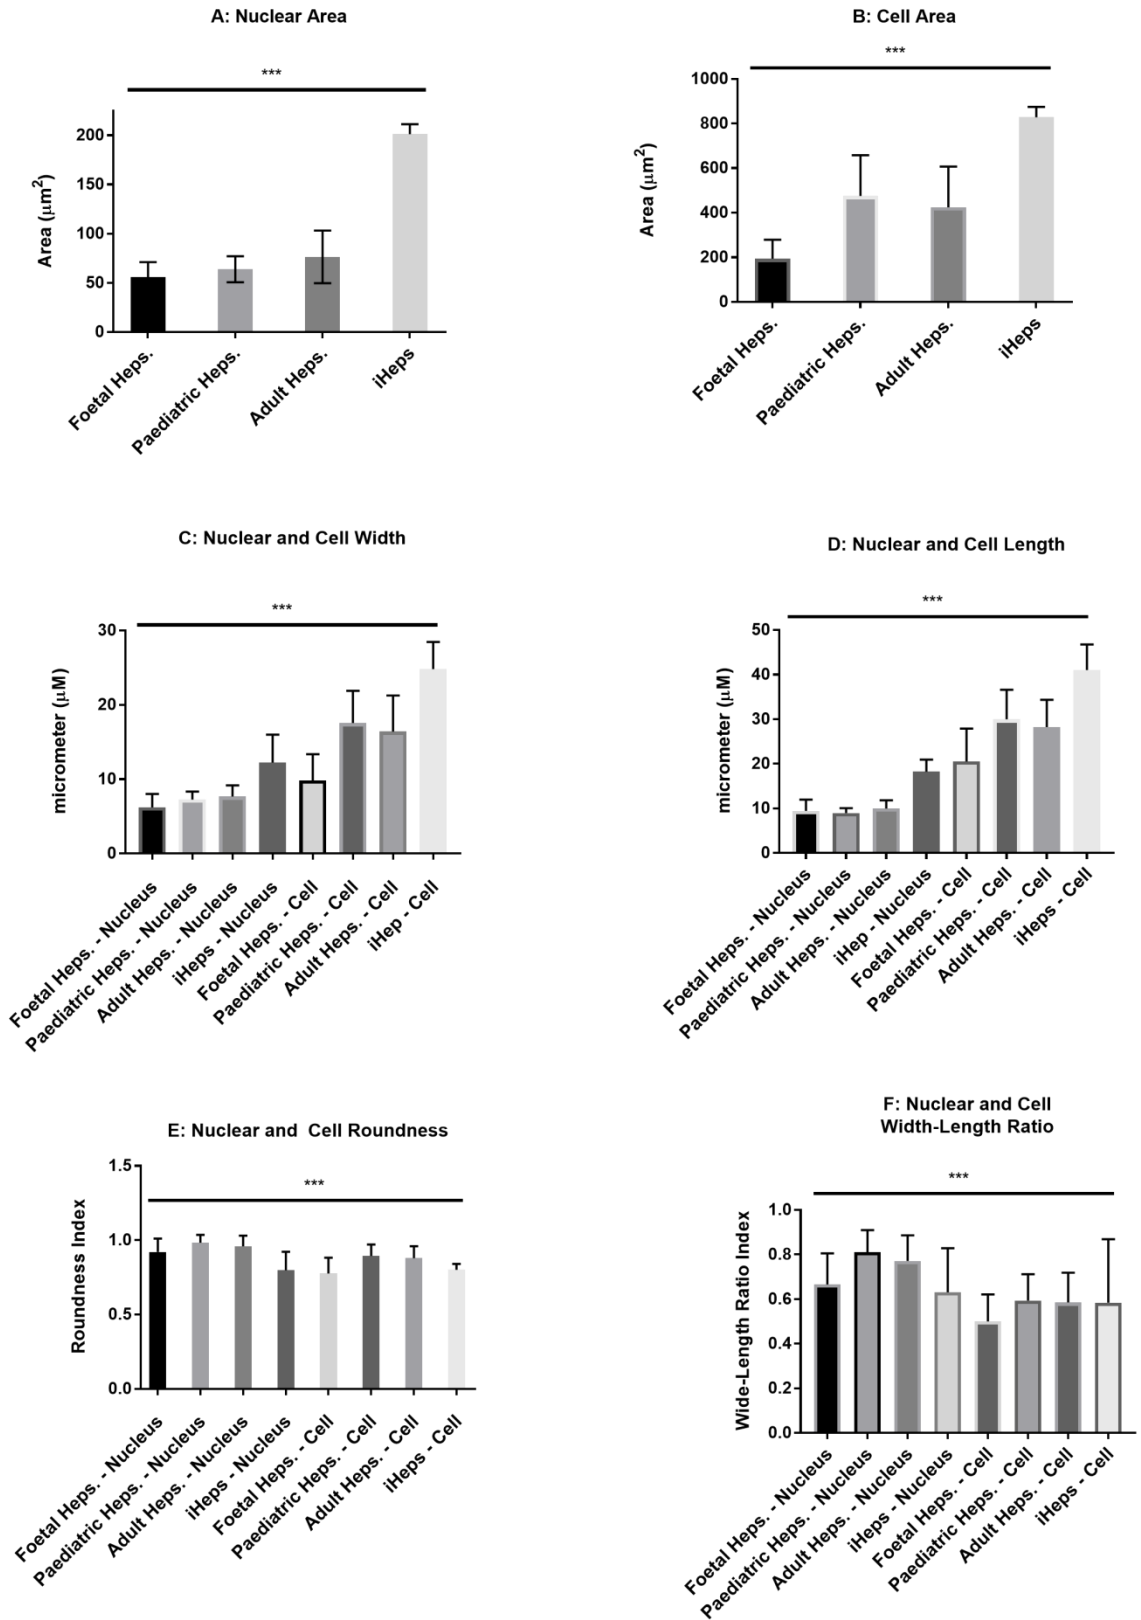 A: Nuclear Area
***
Area (μm²)
200
150
100
50
0
Foetal Heps.
Paediatric Heps.
Adult Heps.
iHeps
B: Cell Area
***
Area (μm²)
1000
800
600
400
200
0
Foetal Heps.
Paediatric Heps.
Adult Heps.
iHeps
C: Nuclear and Cell Width
***
micrometer (μM)
30
20
10
0
Foetal Heps. - Nucleus
Paediatric Heps. - Nucleus
Adult Heps. - Nucleus
iHeps - Nucleus
Foetal Heps. - Cell
Paediatric Heps. - Cell
Adult Heps. - Cell
iHep - Cell
D: Nuclear and Cell Length
***
micrometer (μM)
50
40
30
20
10
0
Foetal Heps. - Nucleus
Paediatric Heps. - Nucleus
Adult Heps. - Nucleus
iHep - Nucleus
Foetal Heps. - Cell
Paediatric Heps. - Cell
Adult Heps. - Cell
iHeps - Cell
E: Nuclear and Cell Roundness
***
Roundness Index
1.5
1.0
0.5
0.0
Foetal Heps. - Nucleus
Paediatric Heps. - Nucleus
Adult Heps. - Nucleus
iHeps - Nucleus
Foetal Heps. - Cell
Paediatric Heps. - Cell
Adult Heps. - Cell
iHeps - Cell
F: Nuclear and Cell
Width-Length Ratio
***
Wide-Length Ratio Index
1.0
0.8
0.6
0.4
0.2
0.0
Foetal Heps. - Nucleus
Paediatric Heps. - Nucleus
Adult Heps. - Nucleus
iHeps - Nucleus
Foetal Heps. - Cell
Paediatric Heps. - Cell
Adult Heps. - Cell
iHeps - Cell